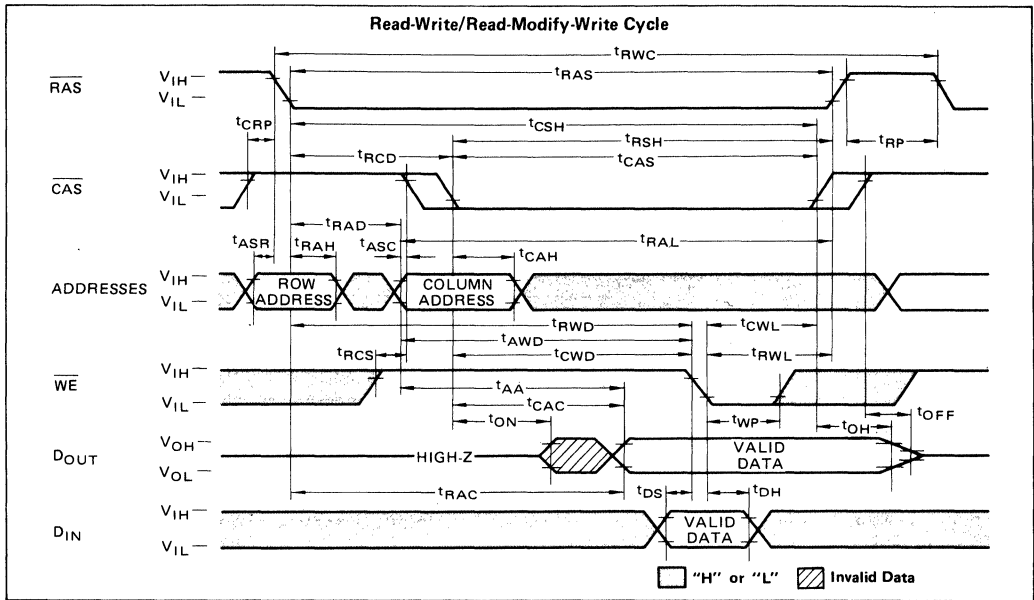 Read-Write/Read-Modify-Write Cycle
tRWC
RAS
VIH
VIL
tRAS
tCRP
tCSH
tRSH
tRP
tRCD
tCAS
CAS
VIH
VIL
tRAD
tRAL
tASR
tRAH
tASC
tCAH
ADDRESSES
VIH
VIL
ROW
ADDRESS
COLUMN
ADDRESS
tRWD
tCWL
tAWD
tRCS
tCWD
tRWL
WE
VIH
VIL
tAA
tCAC
tWP
tOFF
tON
tOH
DOUT
VOH
VOL
HIGH-Z
VALID
DATA
tRAC
tDS
tDH
DIN
VIH
VIL
VALID
DATA
"H" or "L"
Invalid Data